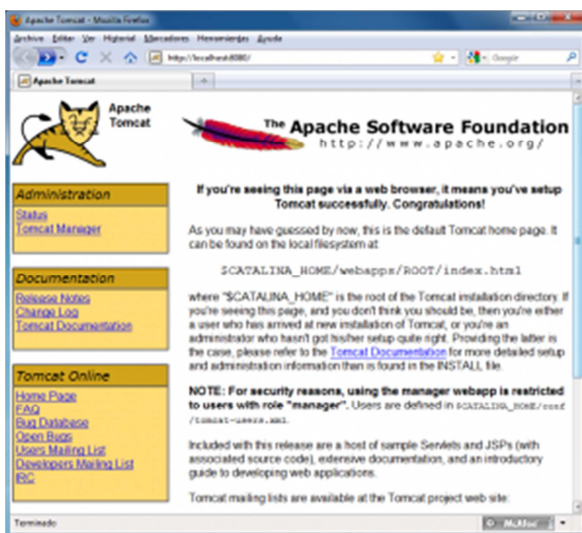 Apache Tomcat - Mozilla Firefox
Archivo Editar Ver Historial Marcadores Herramientas Ayuda
http://localhost:8080/
Google
Apache Tomcat
Apache
Tomcat
The Apache Software Foundation
http://www.apache.org/
Administration
Status
Tomcat Manager
Documentation
Release Notes
Change Log
Tomcat Documentation
Tomcat Online
Home Page
FAQ
Bug Database
Open Bugs
Users Mailing List
Developers Mailing List
IRC
If you're seeing this page via a web browser, it means you've setup
Tomcat successfully. Congratulations!
As you may have guessed by now, this is the default Tomcat home page. It
can be found on the local filesystem at:
$CATALINA_HOME/webapps/ROOT/index.html
where "$CATALINA_HOME" is the root of the Tomcat installation directory. If
you're seeing this page, and you don't think you should be, then you're either
a user who has arrived at new installation of Tomcat, or you're an
administrator who hasn't got his/her setup quite right. Providing the latter is
the case, please refer to the Tomcat Documentation for more detailed setup
and administration information than is found in the INSTALL file.
NOTE: For security reasons, using the manager webapp is restricted
to users with role "manager". Users are defined in $CATALINA_HOME/conf
/tomcat-users.xml.
Included with this release are a host of sample Servlets and JSPs (with
associated source code), extensive documentation, and an introductory
guide to developing web applications.
Tomcat mailing lists are available at the Tomcat project web site:
Terminado
McAfee